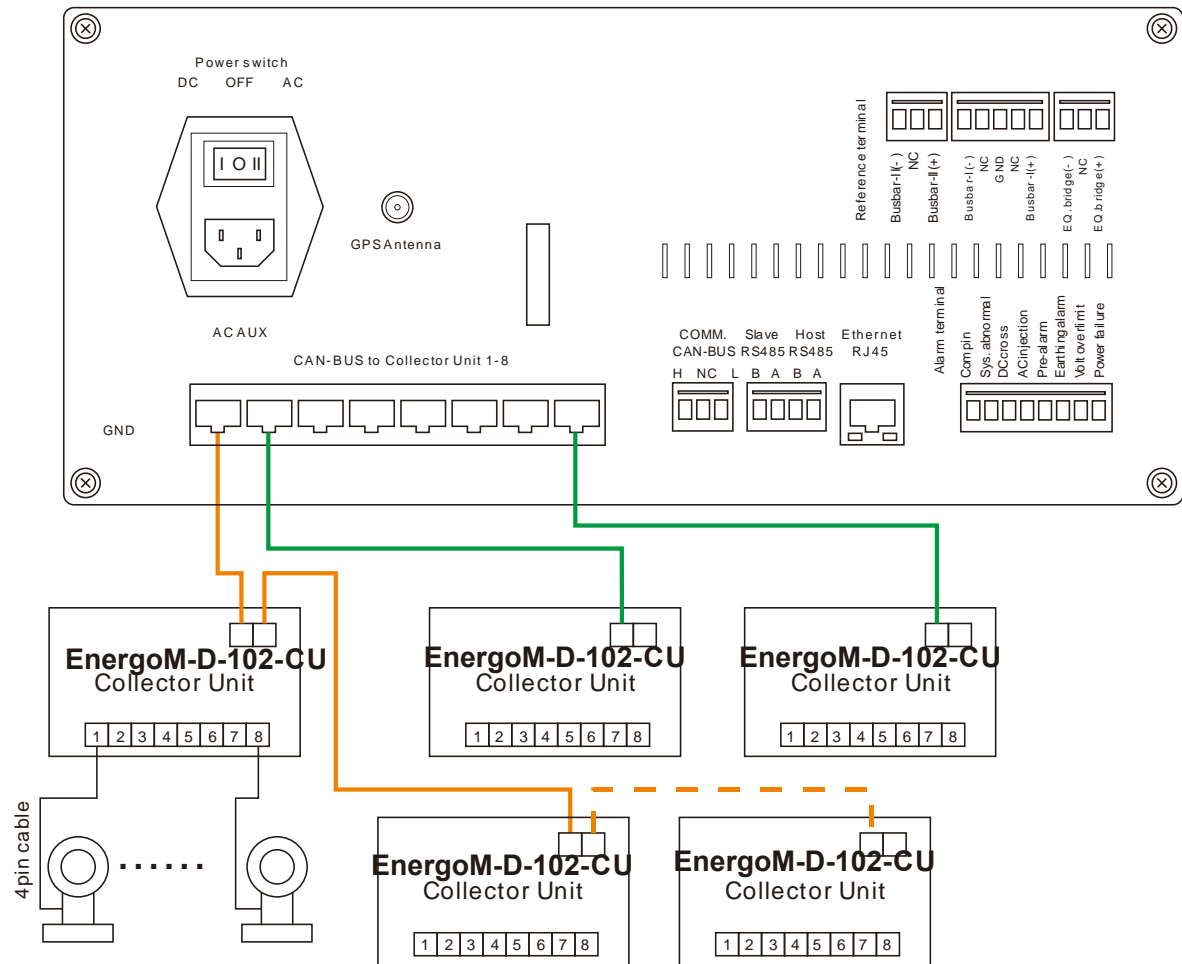 Power switch
DC OFF AC
I O II
GPS Antenna
AC AUX
CAN-BUS to Collector Unit 1-8
GND
Reference terminal
Busbar-II(-)
NC
Busbar-II(+)
Busbar-I(-)
NC
GND
NC
Busbar-I(+)
EQ.bridge(-)
NC
EQ.bridge(+)
COMM.
CAN-BUS
H NC L
Slave
RS485
B A
Host
RS485
B A
Ethernet
RJ45
Alarm terminal
Compin
Sys. abnormal
DC cross
AC injection
Pre-alarm
Earthing alarm
Volt over limit
Power failure
EnergoM-D-102-CU
Collector Unit
1 2 3 4 5 6 7 8
EnergoM-D-102-CU
Collector Unit
1 2 3 4 5 6 7 8
EnergoM-D-102-CU
Collector Unit
1 2 3 4 5 6 7 8
4pin cable
......
EnergoM-D-102-CU
Collector Unit
1 2 3 4 5 6 7 8
EnergoM-D-102-CU
Collector Unit
1 2 3 4 5 6 7 8